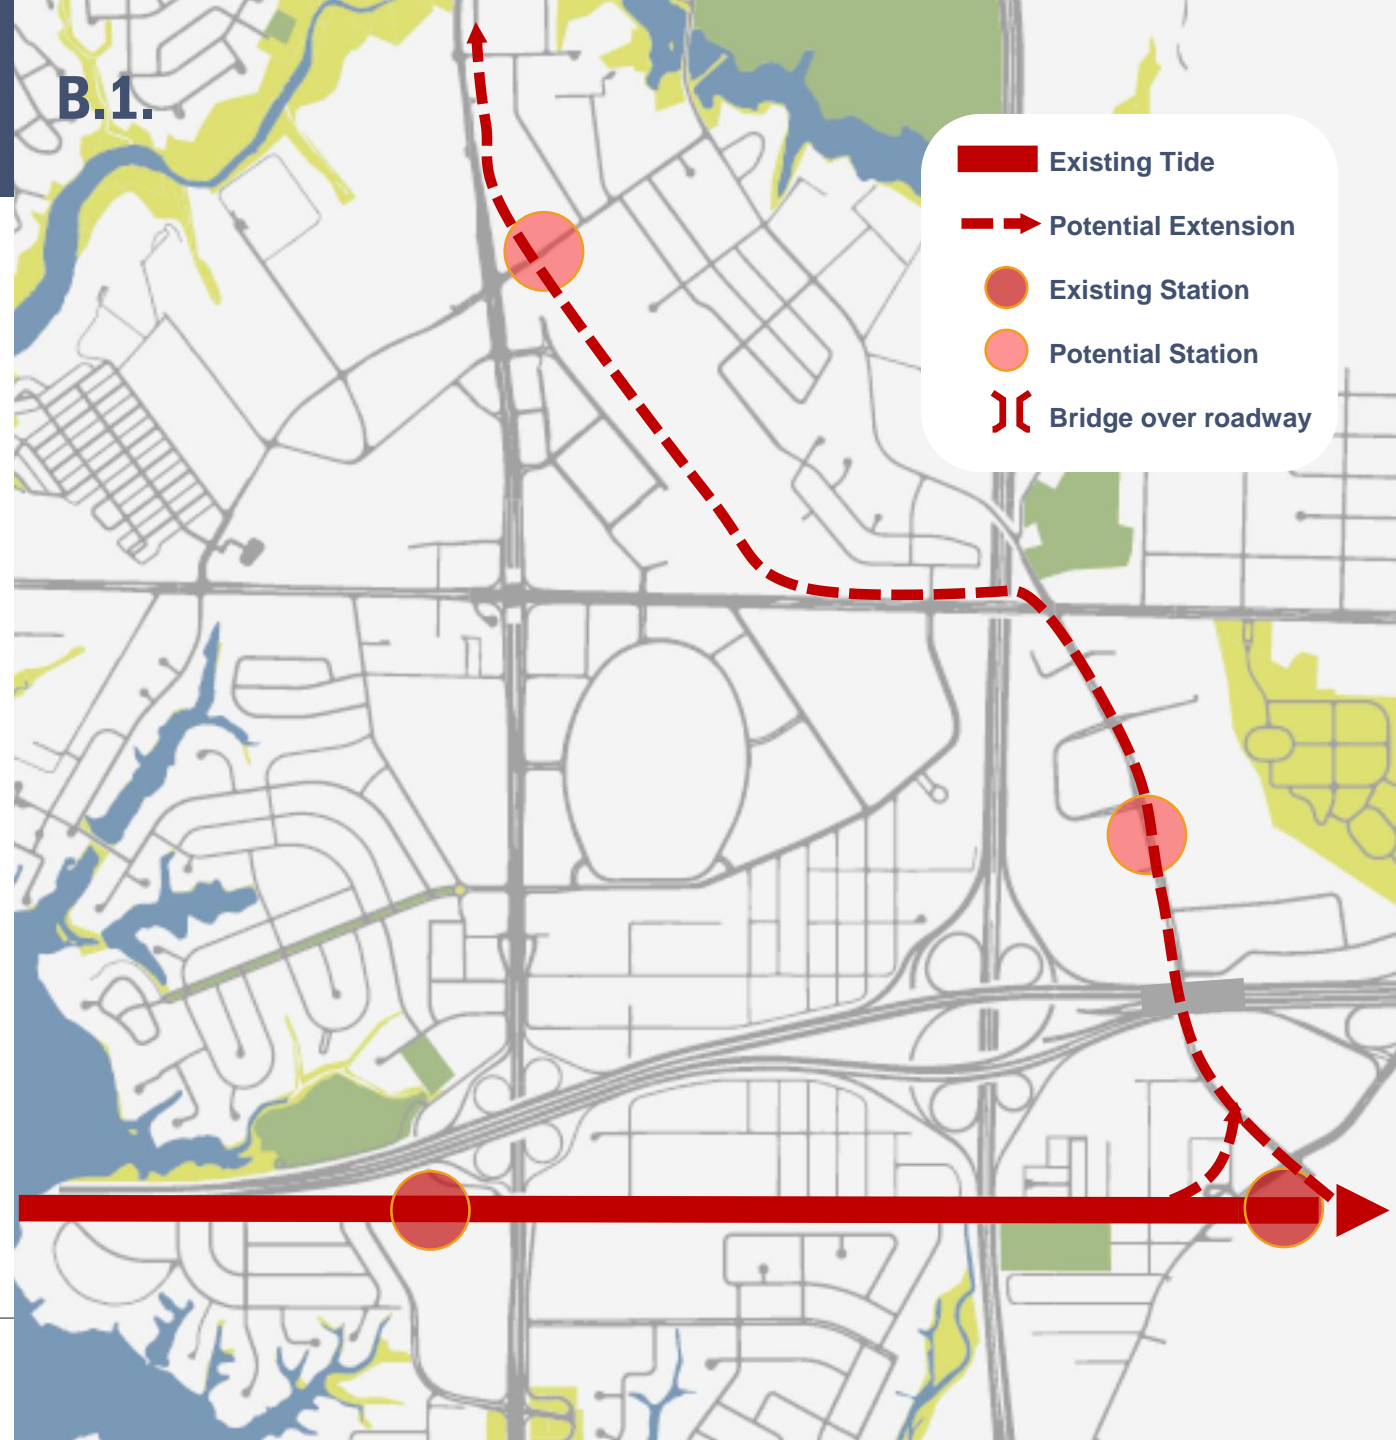 B.1.
Existing Tide
Potential Extension
Existing Station
Potential Station
Bridge over roadway